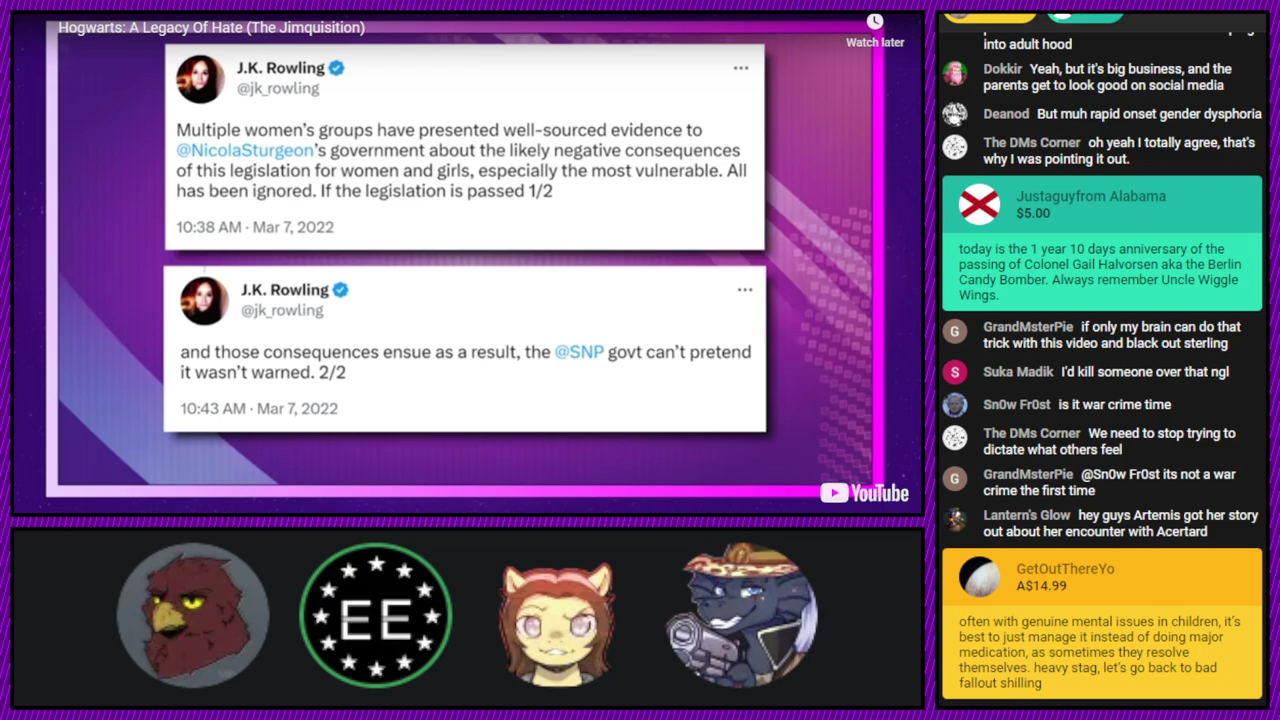 Hogwarts: A Legacy Of Hate (The Jimquisition)
Watch later
J.K. Rowling
@jk_rowling
Multiple women's groups have presented well-sourced evidence to
@NicolaSturgeon's government about the likely negative consequences
of this legislation for women and girls, especially the most vulnerable. All
has been ignored. If the legislation is passed 1/2
10:38 AM · Mar 7, 2022
J.K. Rowling
@jk_rowling
and those consequences ensue as a result, the @SNP govt can't pretend
it wasn't warned. 2/2
10:43 AM · Mar 7, 2022
YouTube
EE
into adult hood
Dokkir Yeah, but it's big business, and the
parents get to look good on social media
Deanod But muh rapid onset gender dysphoria
The DMs Corner oh yeah I totally agree, that's
why I was pointing it out.
Justaguyfrom Alabama
$5.00
today is the 1 year 10 days anniversary of the
passing of Colonel Gail Halvorsen aka the Berlin
Candy Bomber. Always remember Uncle Wiggle
Wings.
G GrandMsterPie if only my brain can do that
trick with this video and black out sterling
S Suka Madik I'd kill someone over that ngl
Sn0w Fr0st is it war crime time
The DMs Corner We need to stop trying to
dictate what others feel
G GrandMsterPie @Sn0w Fr0st its not a war
crime the first time
Lantern's Glow hey guys Artemis got her story
out about her encounter with Acertard
GetOutThereYo
A$14.99
often with genuine mental issues in children, it's
best to just manage it instead of doing major
medication, as sometimes they resolve
themselves. heavy stag, let's go back to bad
fallout shilling